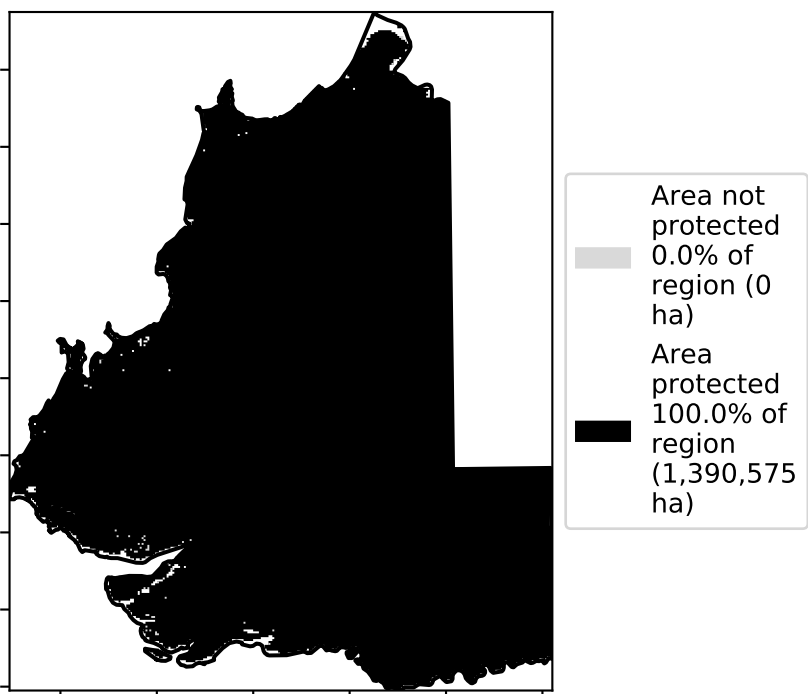 Area not
protected
0.0% of
region (0
ha)
Area
protected
100.0% of
region
(1,390,575
ha)